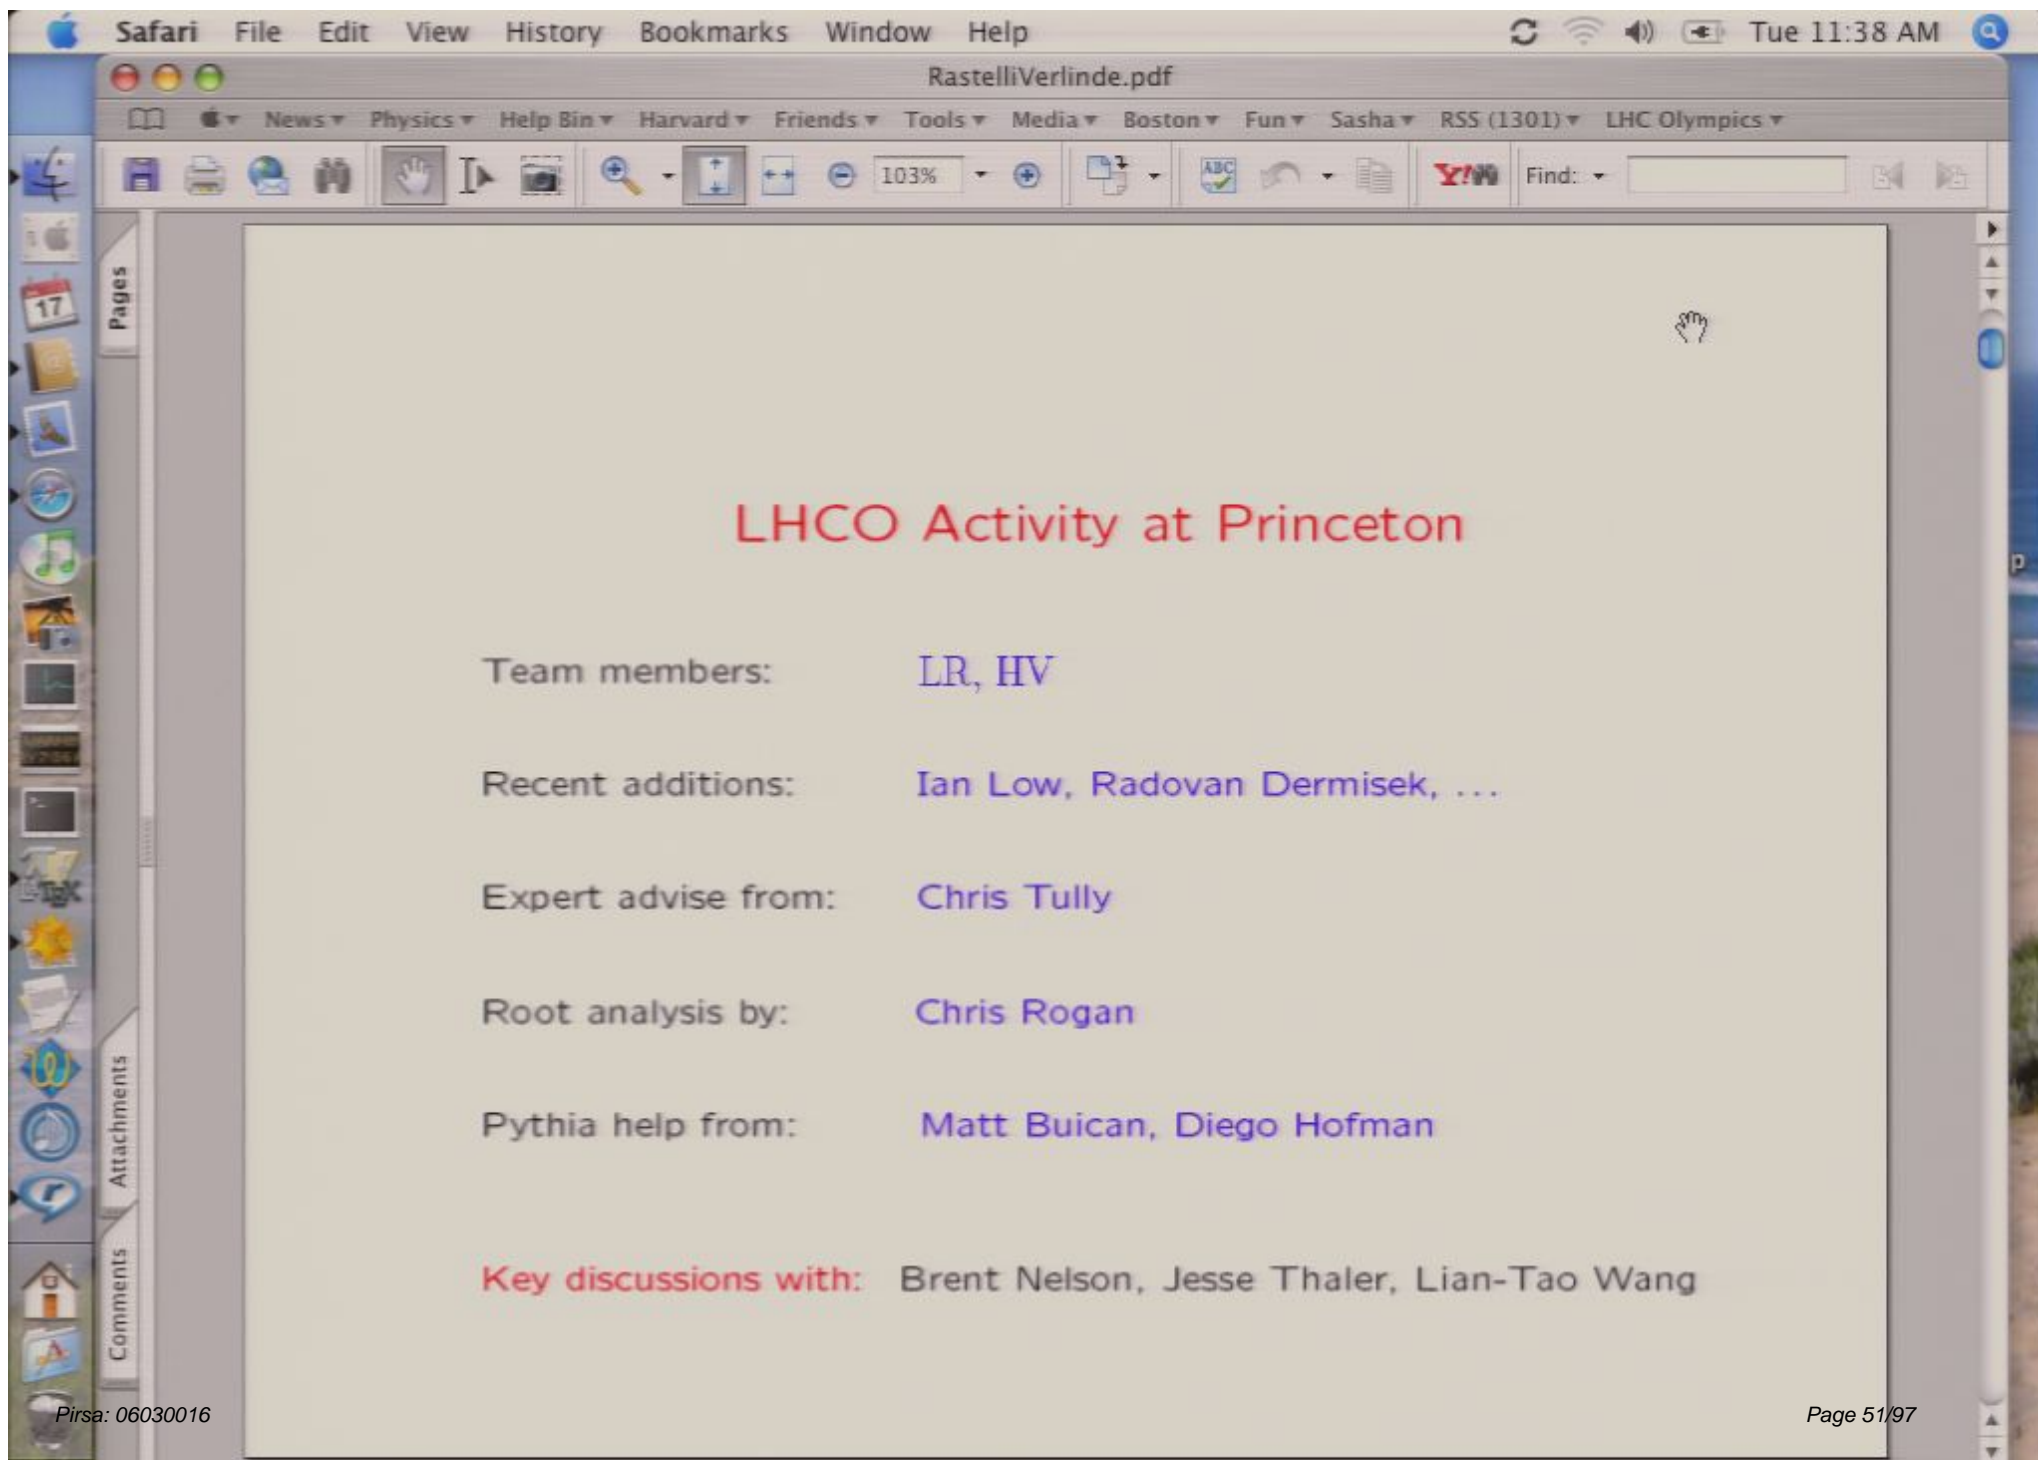 Safari File Edit View History Bookmarks Window Help Tue 11:38 AM
RastelliVerlinde.pdf
News Physics Help Bin Harvard Friends Tools Media Boston Fun Sasha RSS (1301) LHC Olympics
103% ABC Y! Find:
17
Pages
p
LHCO Activity at Princeton
Team members: LR, HV
Recent additions: Ian Low, Radovan Dermisek, ...
Expert advise from: Chris Tully
Root analysis by: Chris Rogan
Pythia help from: Matt Buican, Diego Hofman
Key discussions with: Brent Nelson, Jesse Thaler, Lian-Tao Wang
Attachments
Comments
Pirsa: 06030016
Page 51/97